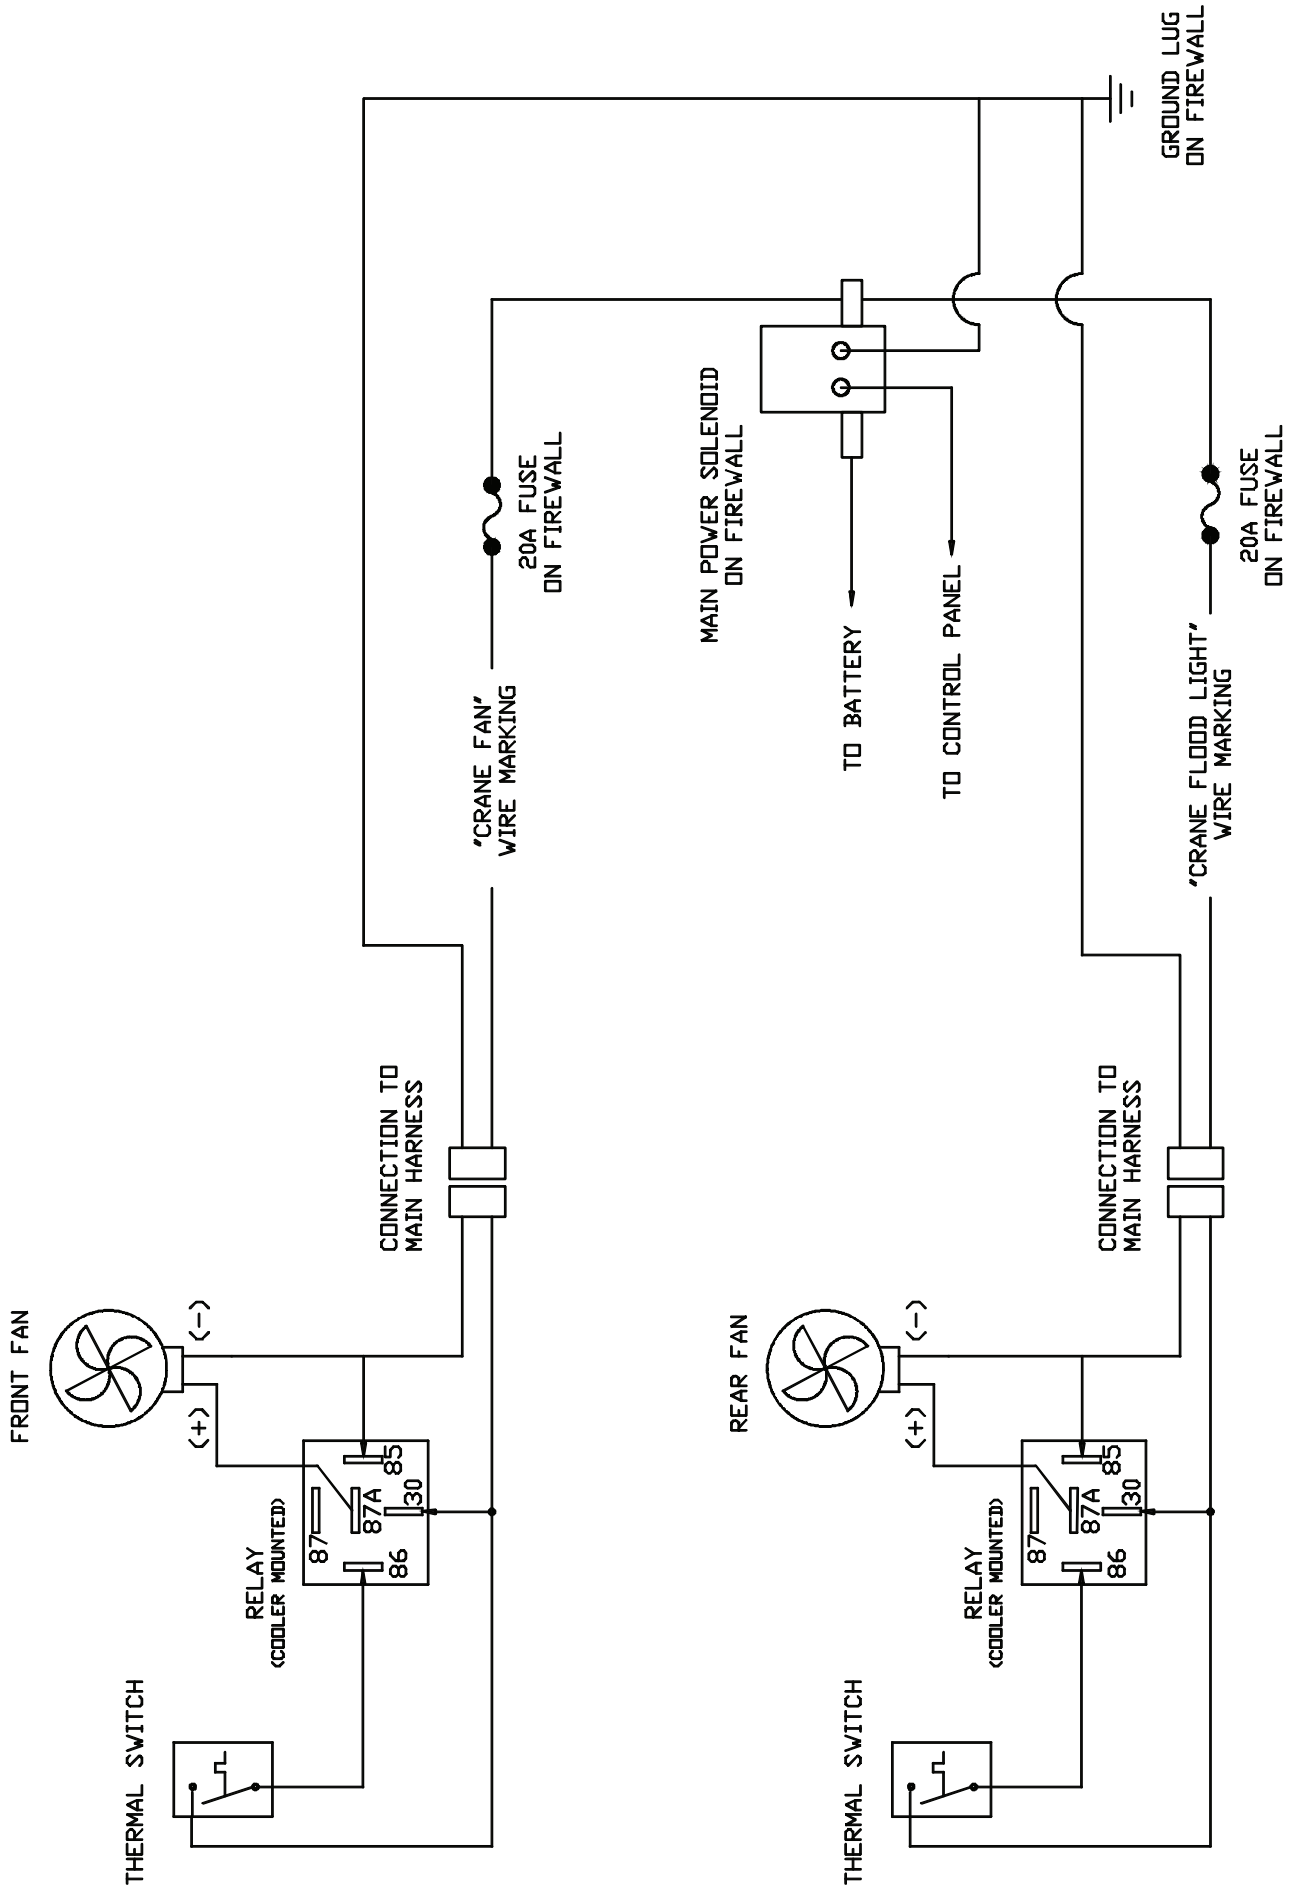 FRONT FAN
(+)
(-)
THERMAL SWITCH
RELAY
(COOLER MOUNTED)
87
87A
86
30
85
CONNECTION TO
MAIN HARNESS
"CRANE FAN"
WIRE MARKING
20A FUSE
ON FIREWALL
MAIN POWER SOLENOID
ON FIREWALL
TO BATTERY
TO CONTROL PANEL
REAR FAN
(+)
(-)
THERMAL SWITCH
RELAY
(COOLER MOUNTED)
87
87A
86
30
85
CONNECTION TO
MAIN HARNESS
"CRANE FLOOD LIGHT"
WIRE MARKING
20A FUSE
ON FIREWALL
GROUND LUG
ON FIREWALL